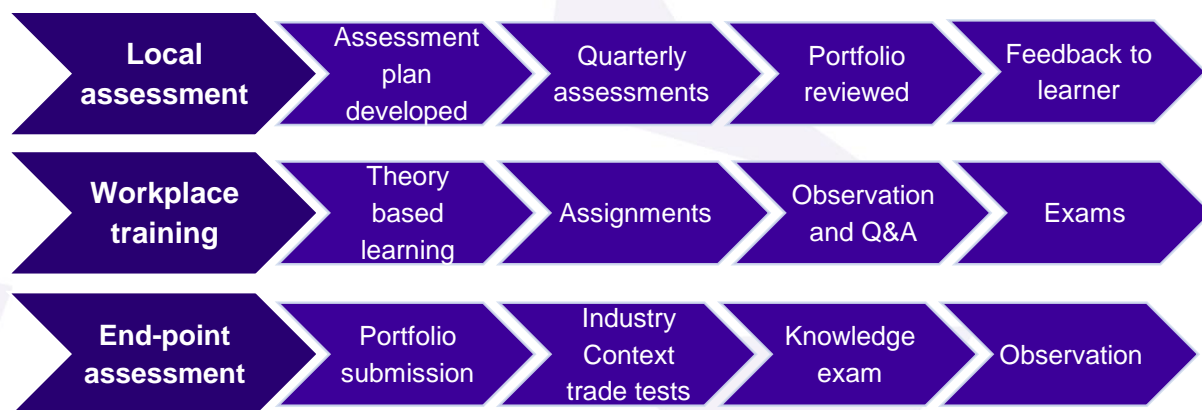 Local
assessment
Assessment
plan
developed
Quarterly
assessments
Portfolio
reviewed
Feedback to
learner
Workplace
training
Theory
based
learning
Assignments
Observation
and Q&A
Exams
End-point
assessment
Portfolio
submission
Industry
Context
trade tests
Knowledge
exam
Observation